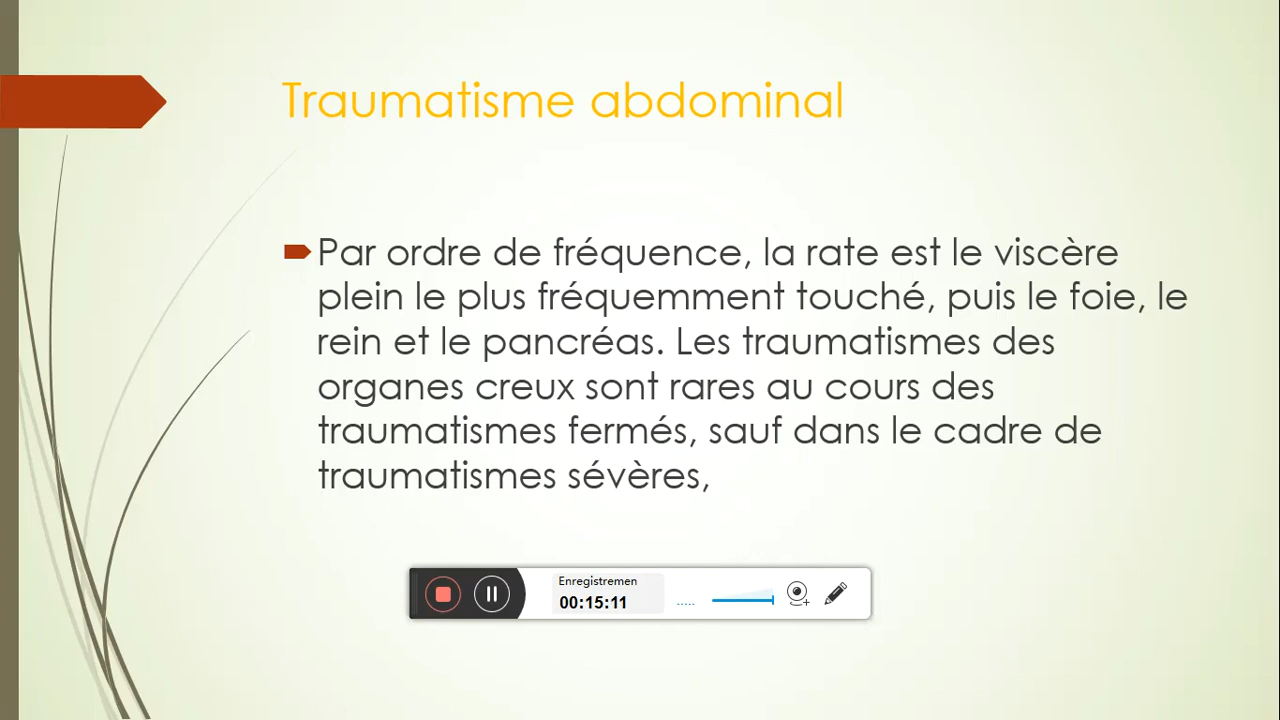 Traumatisme abdominal
Par ordre de fréquence, la rate est le viscère
plein le plus fréquemment touché, puis le foie, le
rein et le pancréas. Les traumatismes des
organes creux sont rares au cours des
traumatismes fermés, sauf dans le cadre de
traumatismes sévères,
Enregistremen
00:15:11